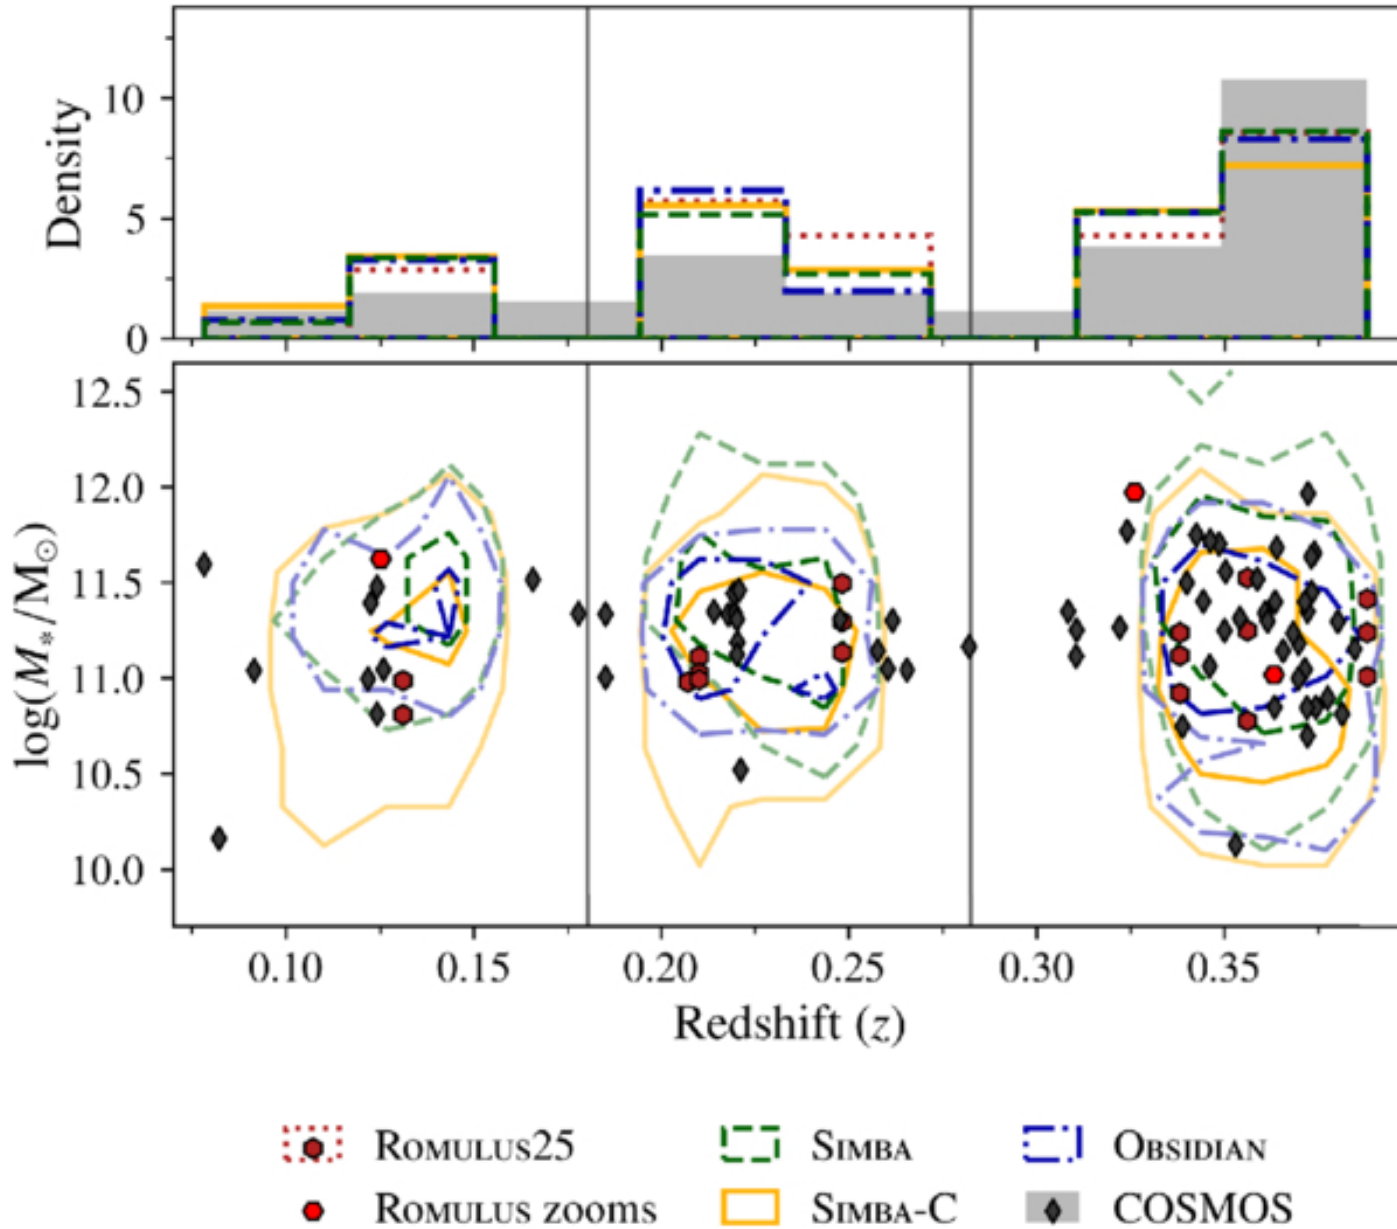 Density
10
5
0
log(M*/M⊙)
12.5
12.0
11.5
11.0
10.5
10.0
0.10 0.15 0.20 0.25 0.30 0.35
Redshift (z)
ROMULUS25 SIMBA OBSIDIAN
ROMULUS ZOOMS SIMBA-C COSMOS